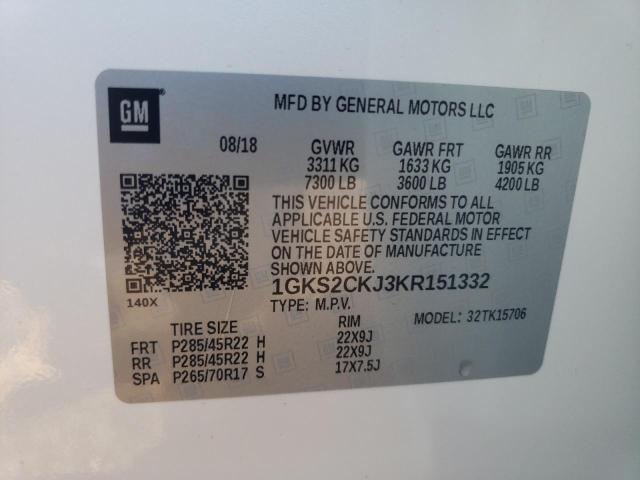 GM
MFD BY GENERAL MOTORS LLC
08/18 GVWR GAWR FRT GAWR RR
3311 KG 1633 KG 1905 KG
7300 LB 3600 LB 4200 LB
THIS VEHICLE CONFORMS TO ALL
APPLICABLE U.S. FEDERAL MOTOR
VEHICLE SAFETY STANDARDS IN EFFECT
ON THE DATE OF MANUFACTURE
SHOWN ABOVE.
1GKS2CKJ3KR151332
140X
TYPE: M.P.V. MODEL: 32TK15706
TIRE SIZE RIM
FRT P285/45R22 H 22X9J
RR P285/45R22 H 22X9J
SPA P265/70R17 S 17X7.5J